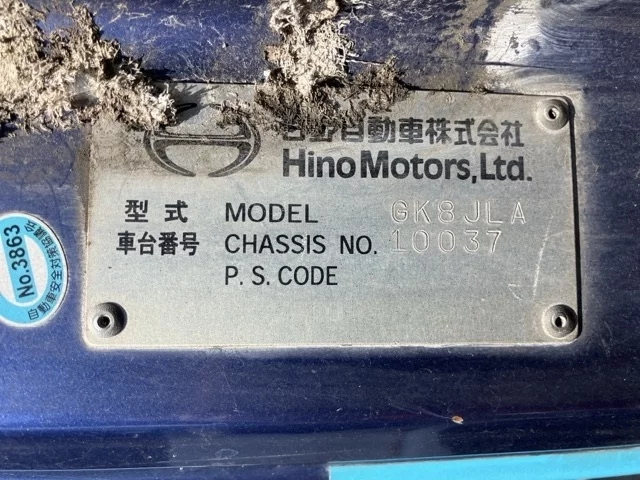 日野自動車株式会社
Hino Motors, Ltd.
型式 MODEL GK8JLA
車台番号 CHASSIS NO. 10037
P. S. CODE
No.3863